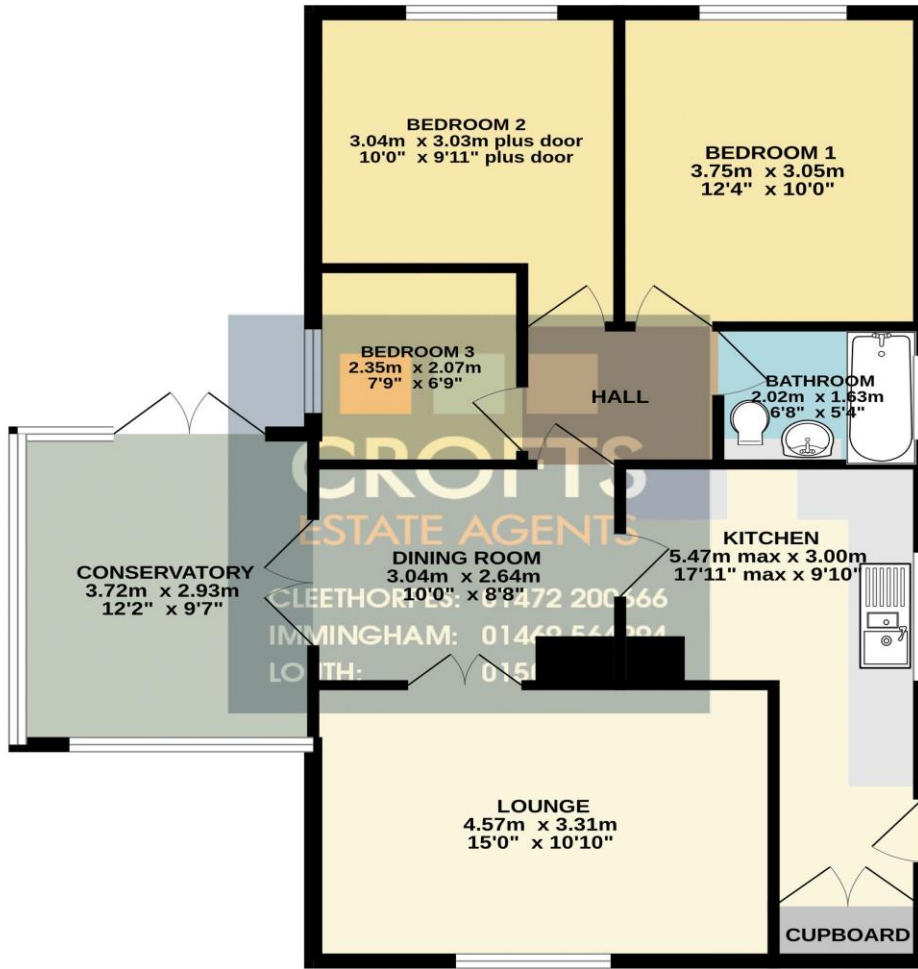 BEDROOM 2
3.04m x 3.03m plus door
10'0" x 9'11" plus door
BEDROOM 1
3.75m x 3.05m
12'4" x 10'0"
BEDROOM 3
2.35m x 2.07m
7'9" x 6'9"
HALL
BATHROOM
2.02m x 1.63m
6'8" x 5'4"
CROFTS
ESTATE AGENTS
CONSERVATORY
3.72m x 2.93m
12'2" x 9'7"
DINING ROOM
3.04m x 2.64m
10'0" x 8'8"
KITCHEN
5.47m max x 3.00m
17'11" max x 9'10"
CLEETHORPES: 01472 200666
IMMINGHAM:
LOUTH:
LOUNGE
4.57m x 3.31m
15'0" x 10'10"
CUPBOARD